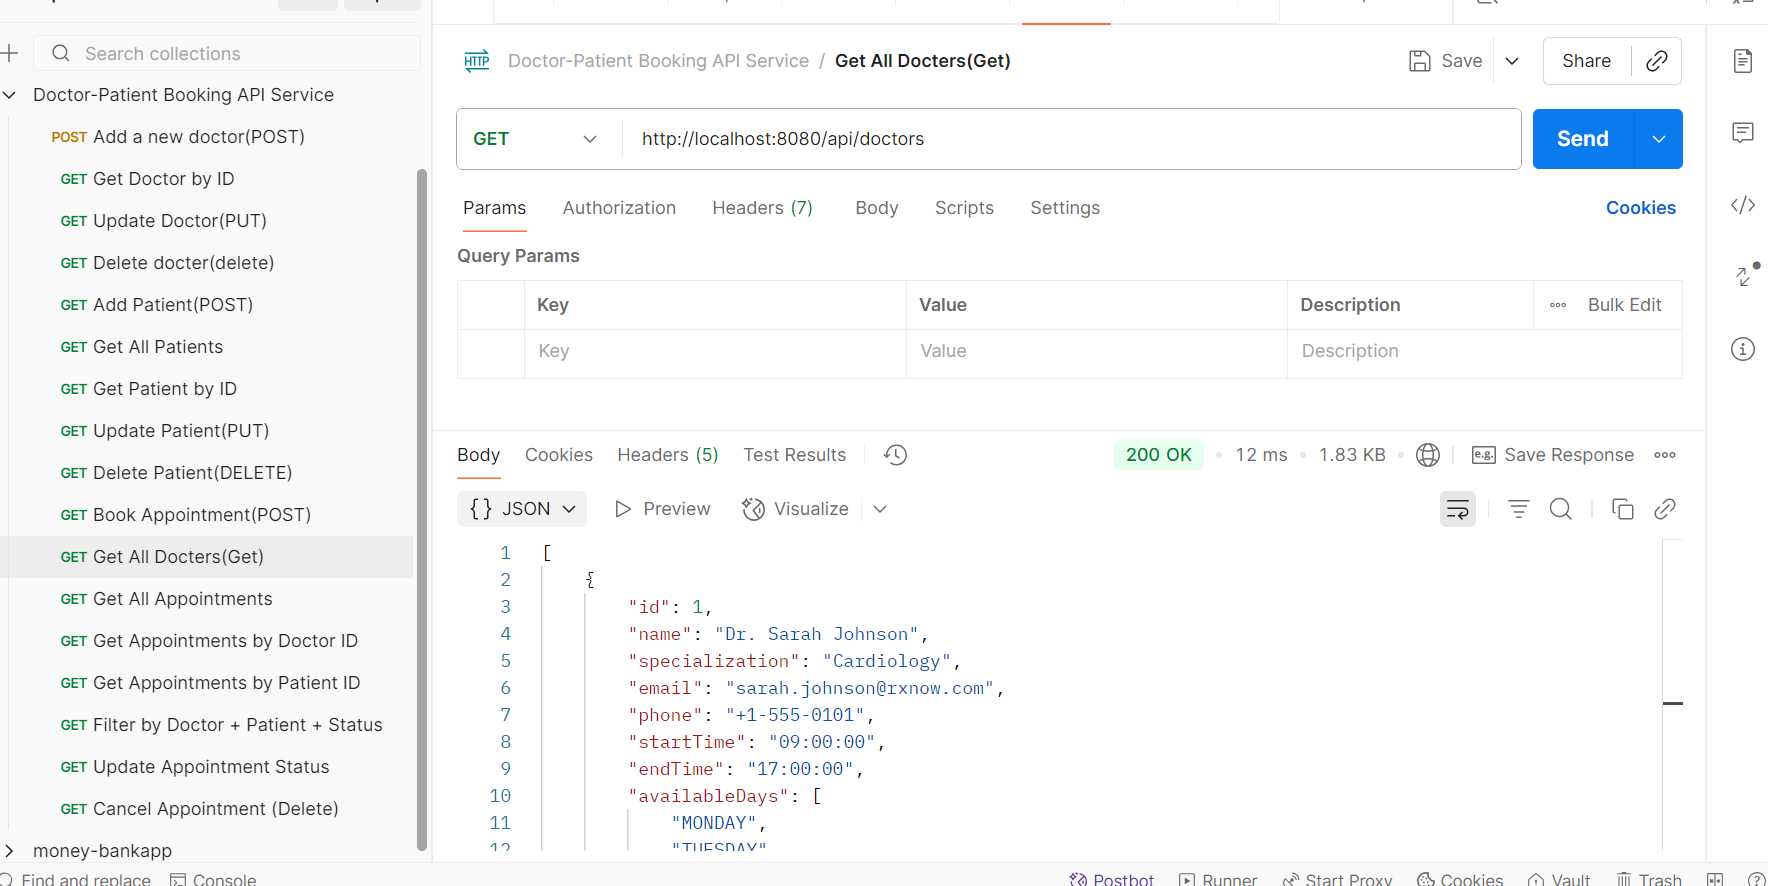 Search collections
Doctor-Patient Booking API Service
POST Add a new doctor(POST)
GET Get Doctor by ID
GET Update Doctor(PUT)
GET Delete docter(delete)
GET Add Patient(POST)
GET Get All Patients
GET Get Patient by ID
GET Update Patient(PUT)
GET Delete Patient(DELETE)
GET Book Appointment(POST)
GET Get All Docters(Get)
GET Get All Appointments
GET Get Appointments by Doctor ID
GET Get Appointments by Patient ID
GET Filter by Doctor + Patient + Status
GET Update Appointment Status
GET Cancel Appointment (Delete)
money-bankapp
HTTP Doctor-Patient Booking API Service / Get All Docters(Get) Save Share
GET http://localhost:8080/api/doctors Send
Params Authorization Headers (7) Body Scripts Settings Cookies
Query Params
Key Value Description Bulk Edit
Key Value Description
Body Cookies Headers (5) Test Results 200 OK • 12 ms • 1.83 KB • e.g. Save Response
{} JSON Preview Visualize
1 [
2 {
3 "id": 1,
4 "name": "Dr. Sarah Johnson",
5 "specialization": "Cardiology",
6 "email": "sarah.johnson@rxnow.com",
7 "phone": "+1-555-0101",
8 "startTime": "09:00:00",
9 "endTime": "17:00:00",
10 "availableDays": [
11 "MONDAY",
12 "TUESDAY"
Find and replace Console Postbot Runner Start Proxy Cookies Vault Trash